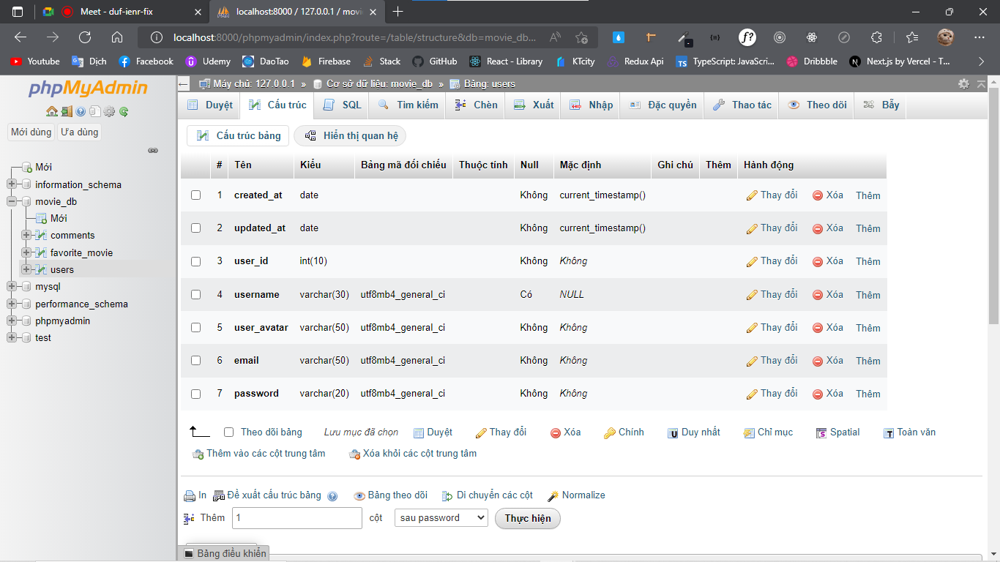 Meet - duf-ienr-fix
localhost:8000 / 127.0.0.1 / movi
localhost:8000/phpmyadmin/index.php?route=/table/structure&db=movie_db...
Youtube Dịch Facebook Udemy DaoTao Firebase Stack GitHub React - Library KTcity Redux Api TypeScript: JavaScri... Dribbble Next.js by Vercel - T...
phpMyAdmin
Mới dùng Ưa dùng
Mới
information_schema
movie_db
Mới
comments
favorite_movie
users
mysql
performance_schema
phpmyadmin
test
Máy chủ: 127.0.0.1 » Cơ sở dữ liệu: movie_db » Bảng: users
Duyệt Cấu trúc SQL Tìm kiếm Chèn Xuất Nhập Đặc quyền Thao tác Theo dõi Bẫy
Cấu trúc bảng Hiển thị quan hệ
# Tên Kiểu Bảng mã đối chiếu Thuộc tính Null Mặc định Ghi chú Thêm Hành động
1 created_at date Không current_timestamp() Thay đổi Xóa Thêm
2 updated_at date Không current_timestamp() Thay đổi Xóa Thêm
3 user_id int(10) Không Không Thay đổi Xóa Thêm
4 username varchar(30) utf8mb4_general_ci Có NULL Thay đổi Xóa Thêm
5 user_avatar varchar(50) utf8mb4_general_ci Không Không Thay đổi Xóa Thêm
6 email varchar(50) utf8mb4_general_ci Không Không Thay đổi Xóa Thêm
7 password varchar(20) utf8mb4_general_ci Không Không Thay đổi Xóa Thêm
Theo dõi bảng Lưu mục đã chọn Duyệt Thay đổi Xóa Chính Duy nhất Chỉ mục Spatial Toàn văn
Thêm vào các cột trung tâm Xóa khỏi các cột trung tâm
In Đề xuất cấu trúc bảng Bảng theo dõi Di chuyển các cột Normalize
Thêm 1 cột sau password Thực hiện
Bảng điều khiển